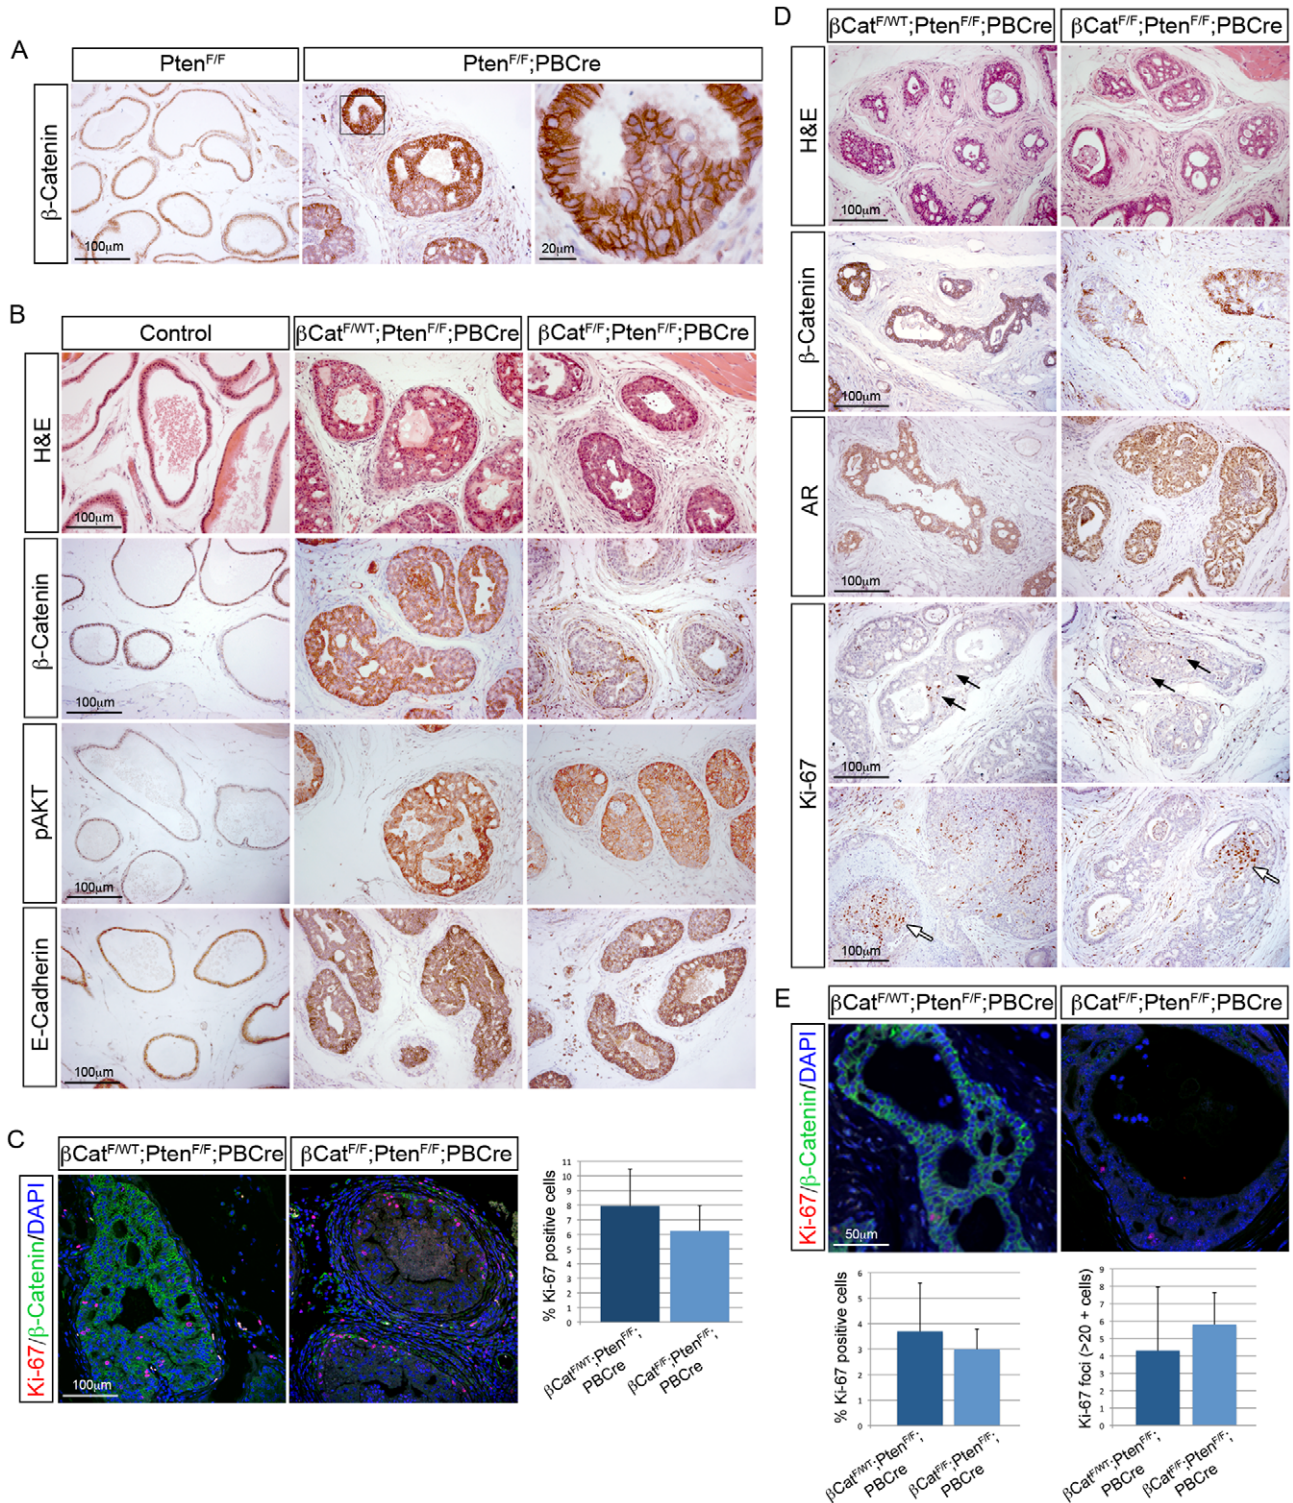 A
Pten^F/F
Pten^F/F;PBCre
β-Catenin
100μm
20μm
B
Control
βCat^F/WT;Pten^F/F;PBCre
βCat^F/F;Pten^F/F;PBCre
H&E
100μm
β-Catenin
100μm
pAKT
100μm
E-Cadherin
100μm
C
βCat^F/WT;Pten^F/F;PBCre
βCat^F/F;Pten^F/F;PBCre
Ki-67/β-Catenin/DAPI
100μm
% Ki-67 positive cells
11
10
9
8
7
6
5
4
3
2
1
0
βCat^F/WT;Pten^F/F;
PBCre
βCat^F/F;Pten^F/F;
PBCre
D
βCat^F/WT;Pten^F/F;PBCre
βCat^F/F;Pten^F/F;PBCre
H&E
100μm
β-Catenin
100μm
AR
100μm
Ki-67
100μm
100μm
E
βCat^F/WT;Pten^F/F;PBCre
βCat^F/F;Pten^F/F;PBCre
Ki-67/β-Catenin/DAPI
50μm
% Ki-67 positive cells
6
5
4
3
2
1
0
βCat^F/WT;Pten^F/F;
PBCre
βCat^F/F;Pten^F/F;
PBCre
Ki-67 foci (>20 + cells)
9
8
7
6
5
4
3
2
1
0
βCat^F/WT;Pten^F/F;
PBCre
βCat^F/F;Pten^F/F;
PBCre